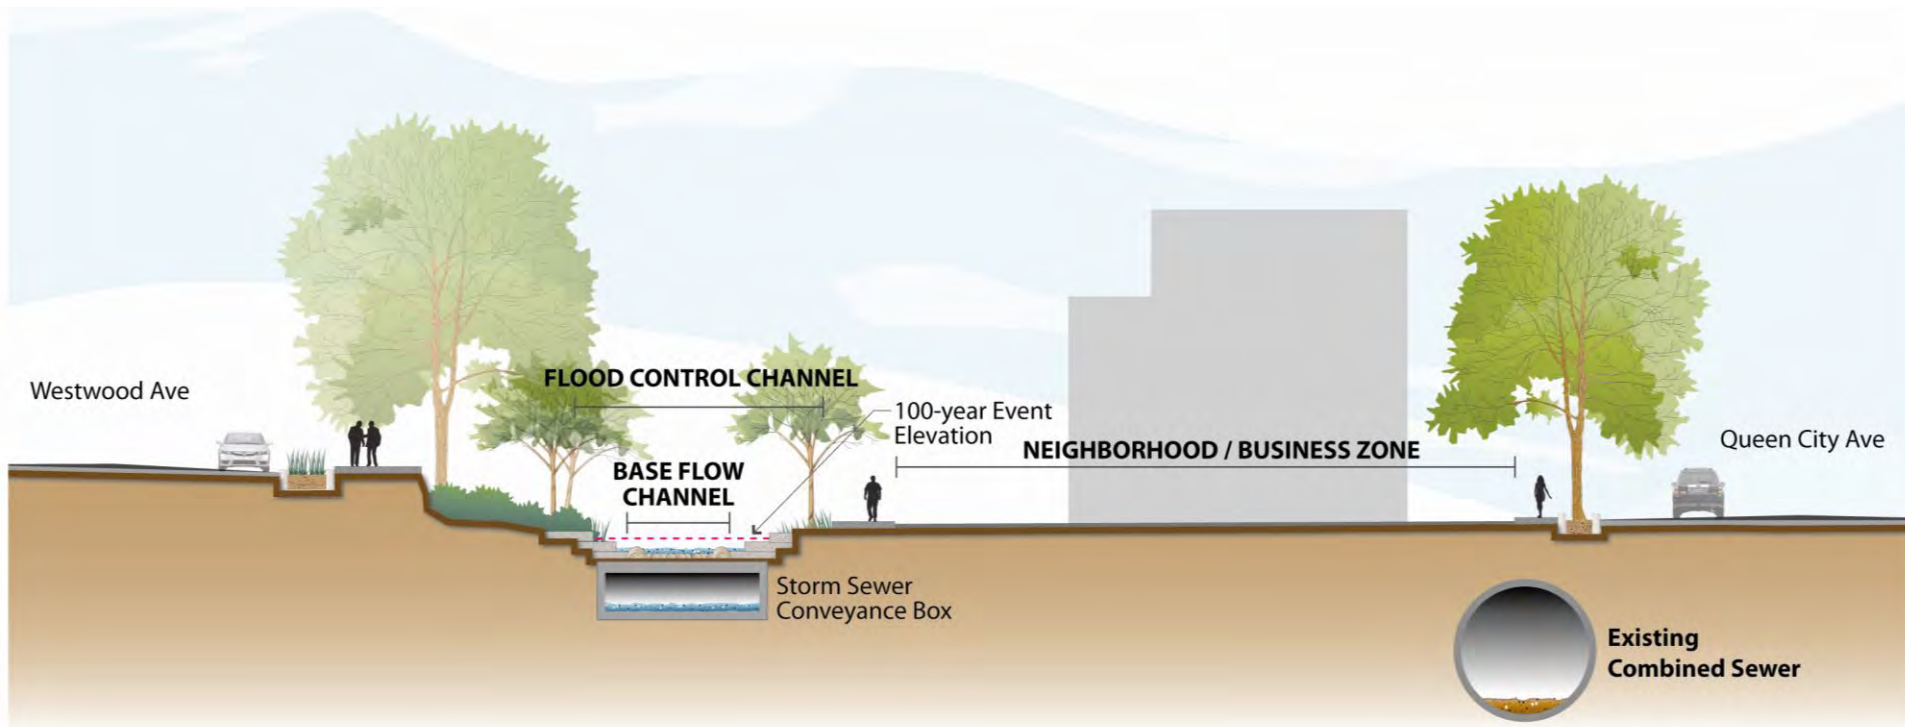 Westwood Ave
FLOOD CONTROL CHANNEL
BASE FLOW
CHANNEL
100-year Event
Elevation
NEIGHBORHOOD / BUSINESS ZONE
Queen City Ave
Storm Sewer
Conveyance Box
Existing
Combined Sewer